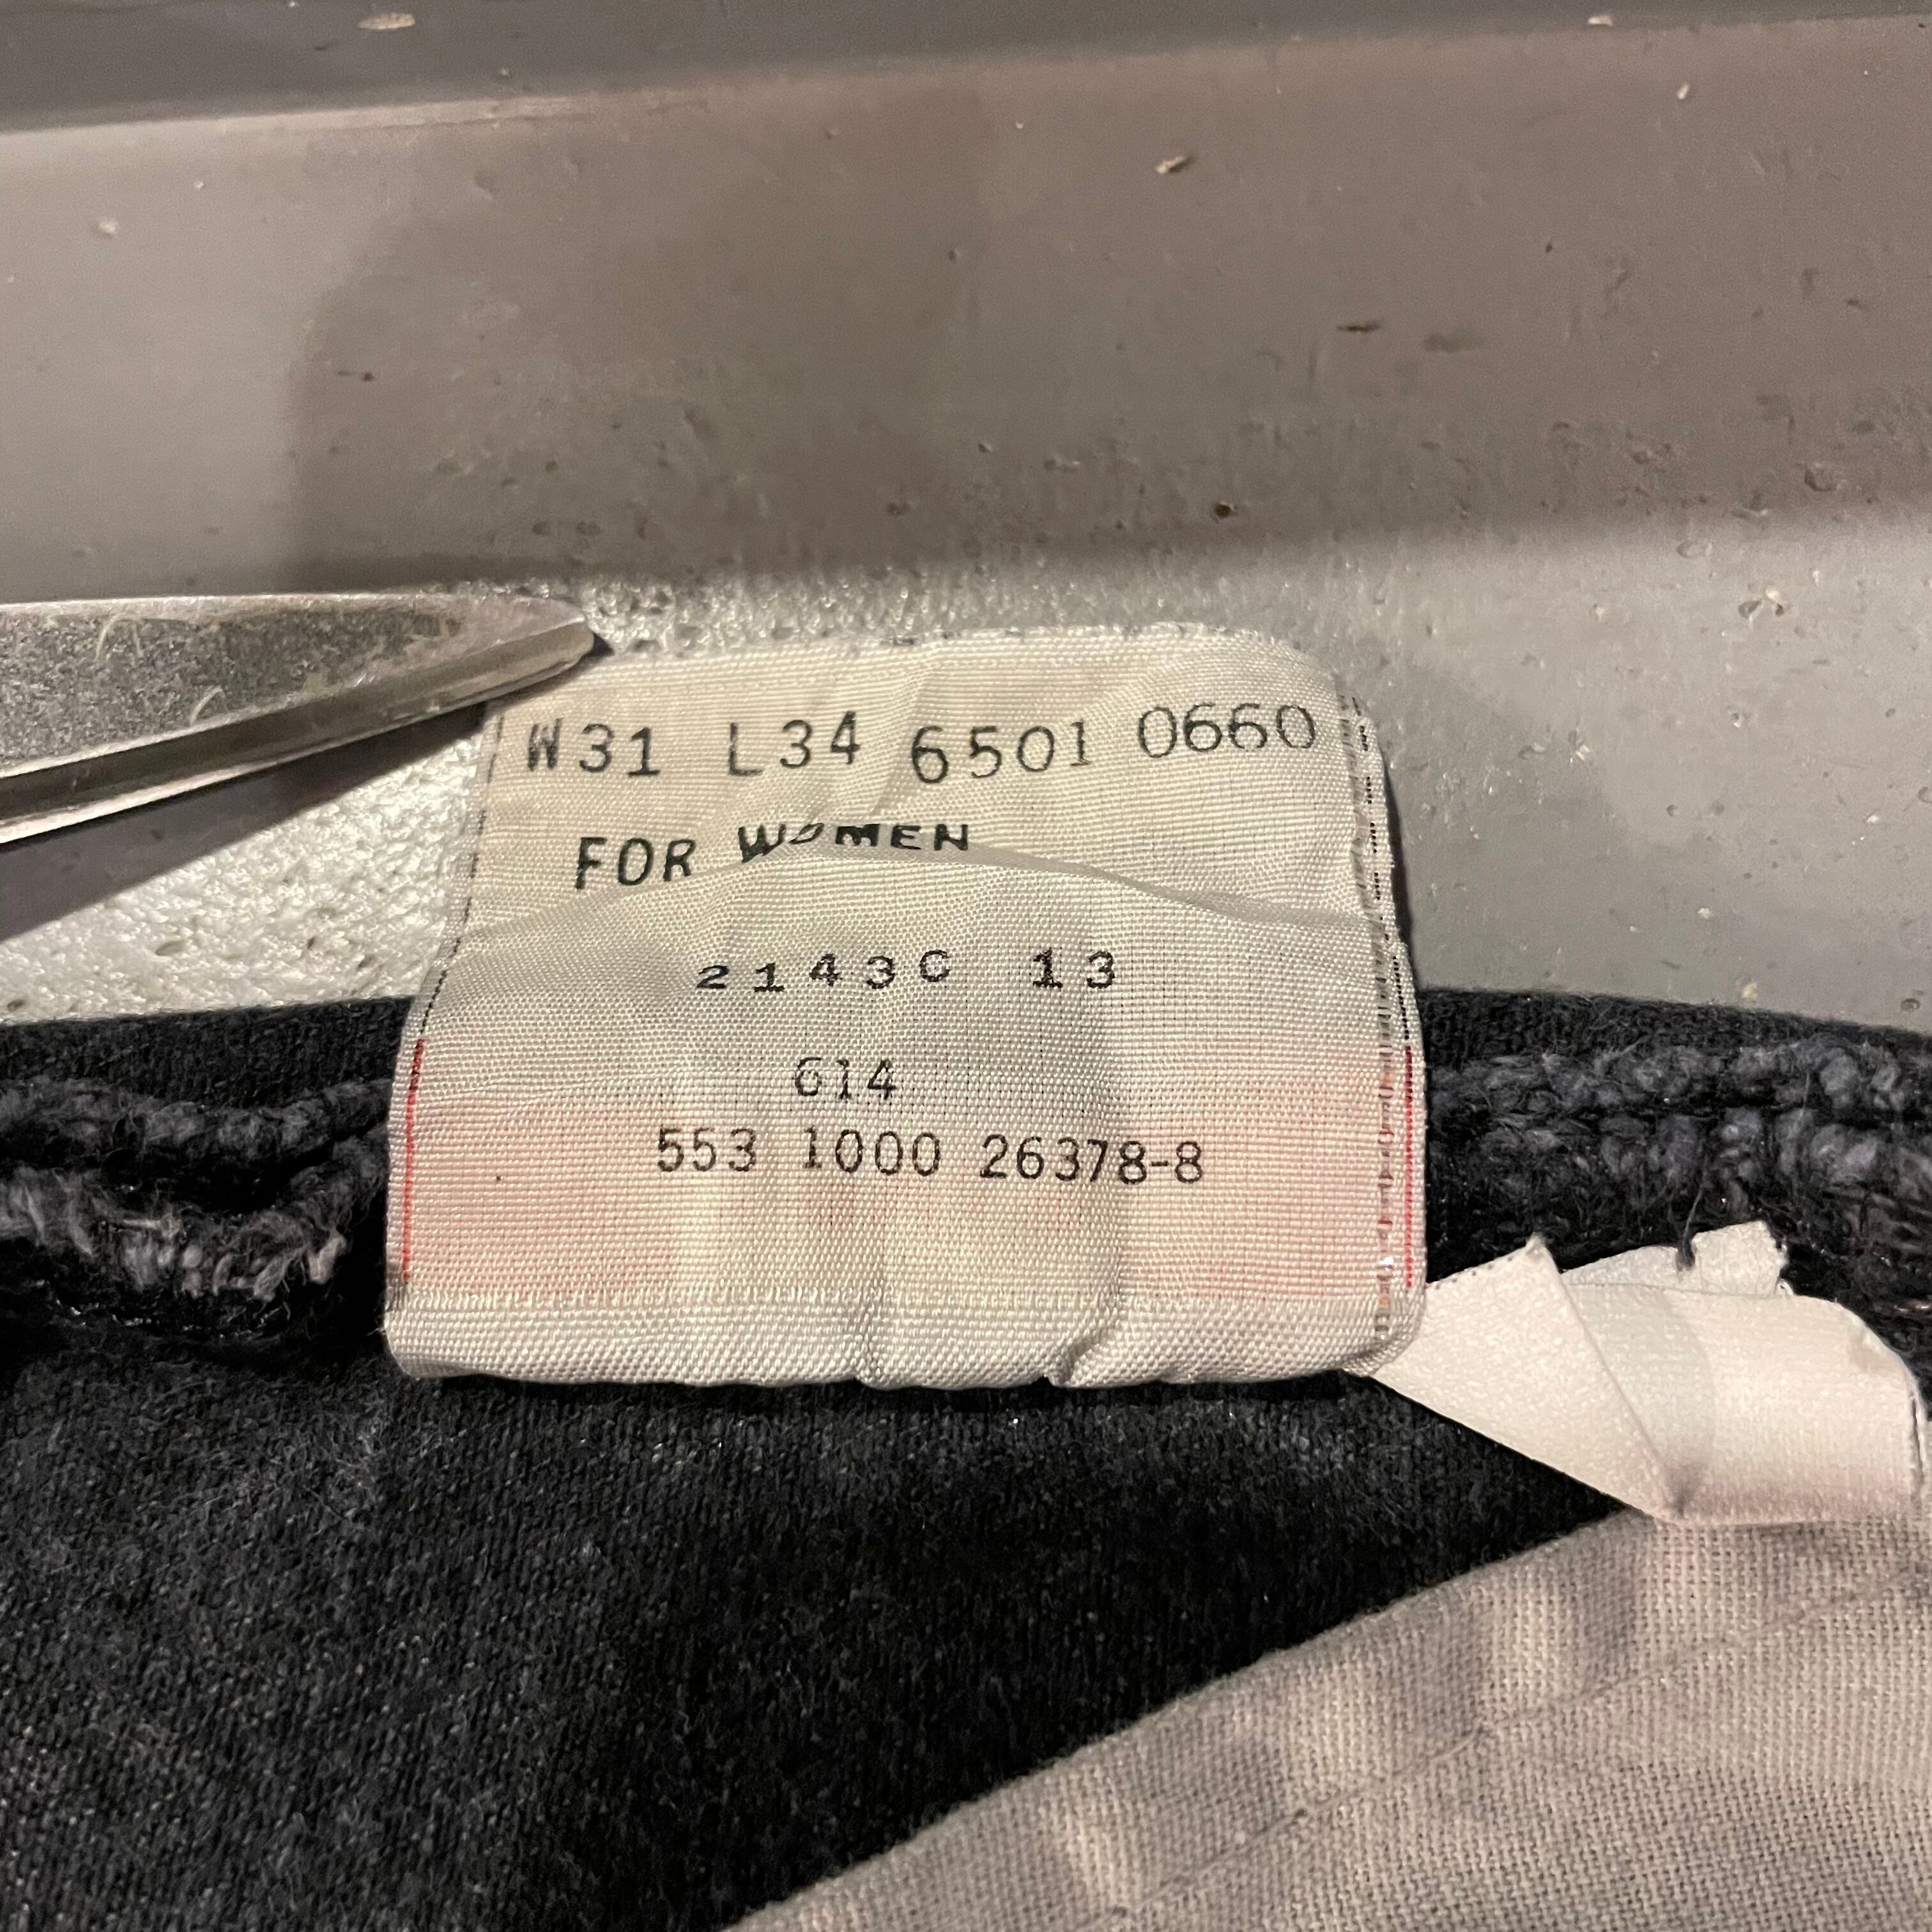 W31 L34 6501 0660
FOR WOMEN
2143C 13
614
553 1000 26378-8